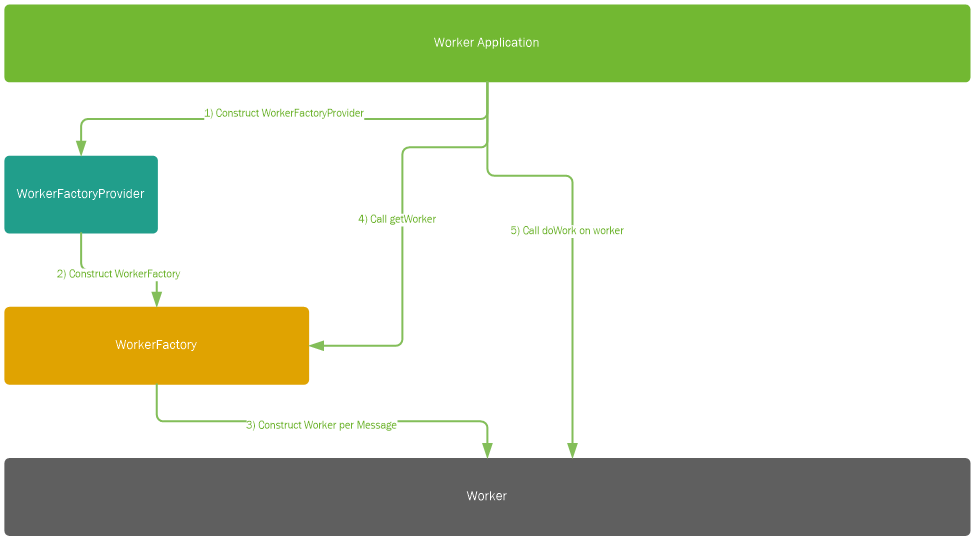 Worker Application
1) Construct WorkerFactoryProvider
WorkerFactoryProvider
4) Call getWorker
5) Call doWork on worker
2) Construct WorkerFactory
WorkerFactory
3) Construct Worker per Message
Worker